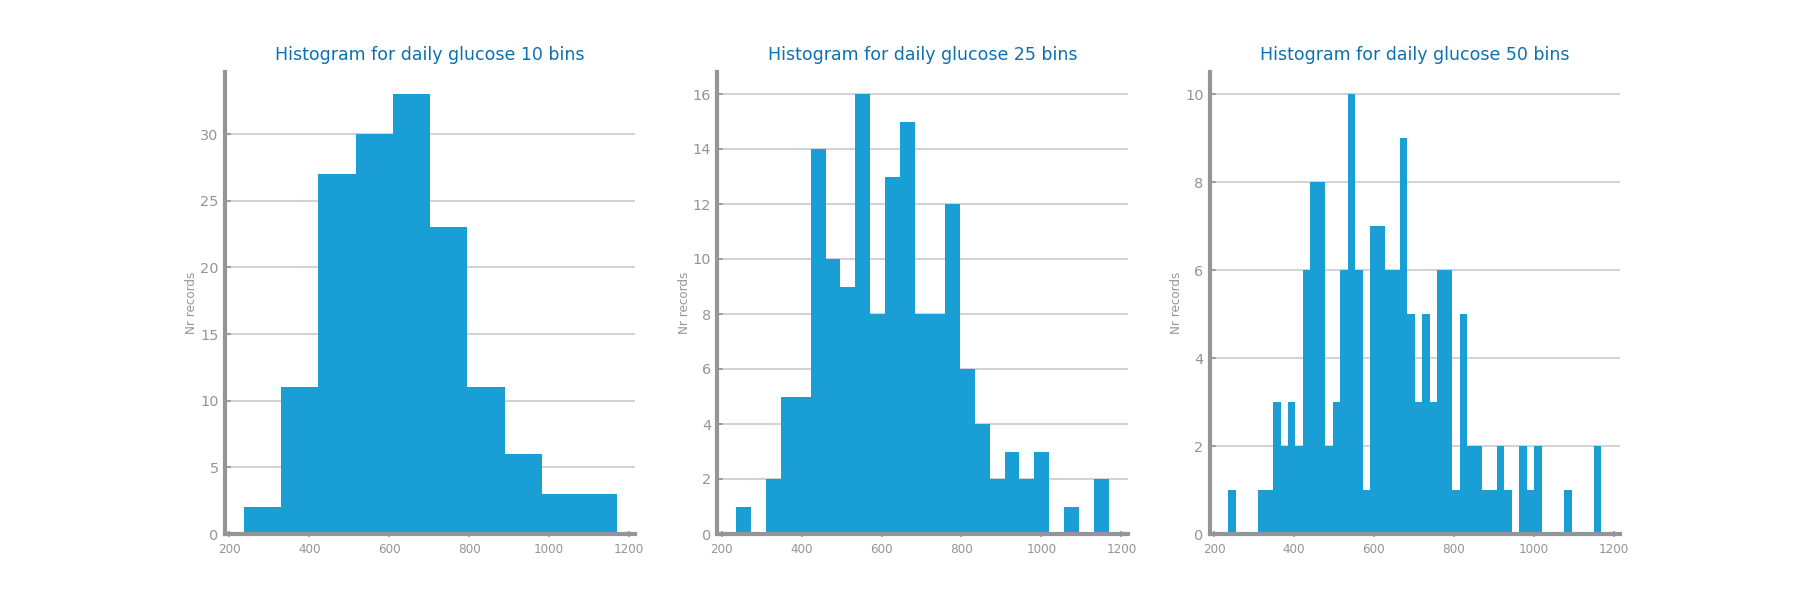 Histogram for daily glucose 10 bins
Nr records
30
25
20
15
10
5
0
200 400 600 800 1000 1200
Histogram for daily glucose 25 bins
Nr records
16
14
12
10
8
6
4
2
0
200 400 600 800 1000 1200
Histogram for daily glucose 50 bins
Nr records
10
8
6
4
2
0
200 400 600 800 1000 1200